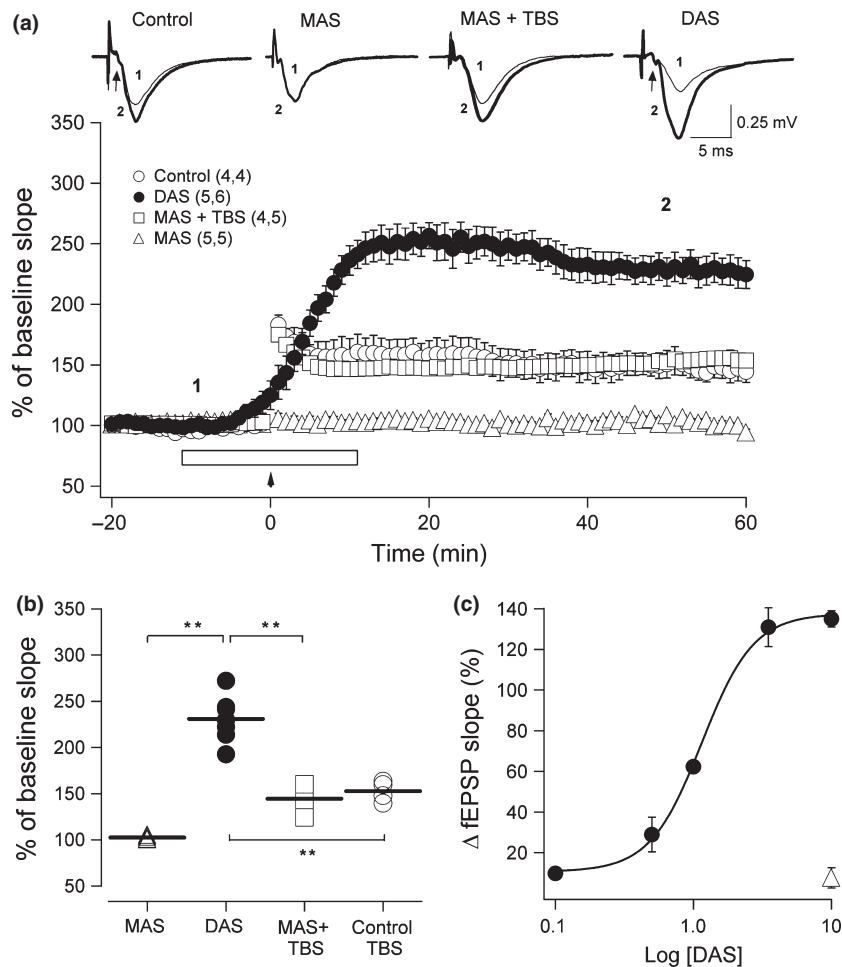 (a)
Control
MAS
MAS + TBS
DAS
1
2
1
2
1
2
1
2
0.25 mV
5 ms
350
300
250
200
150
100
50
% of baseline slope
Control (4,4)
DAS (5,6)
MAS + TBS (4,5)
MAS (5,5)
1
2
–20
0
20
40
60
Time (min)
(b)
350
300
250
200
150
100
50
% of baseline slope
** **
**
MAS
DAS
MAS+
TBS
Control
TBS
(c)
140
120
100
80
60
40
20
Δ fEPSP slope (%)
0.1
1.0
10
Log [DAS]